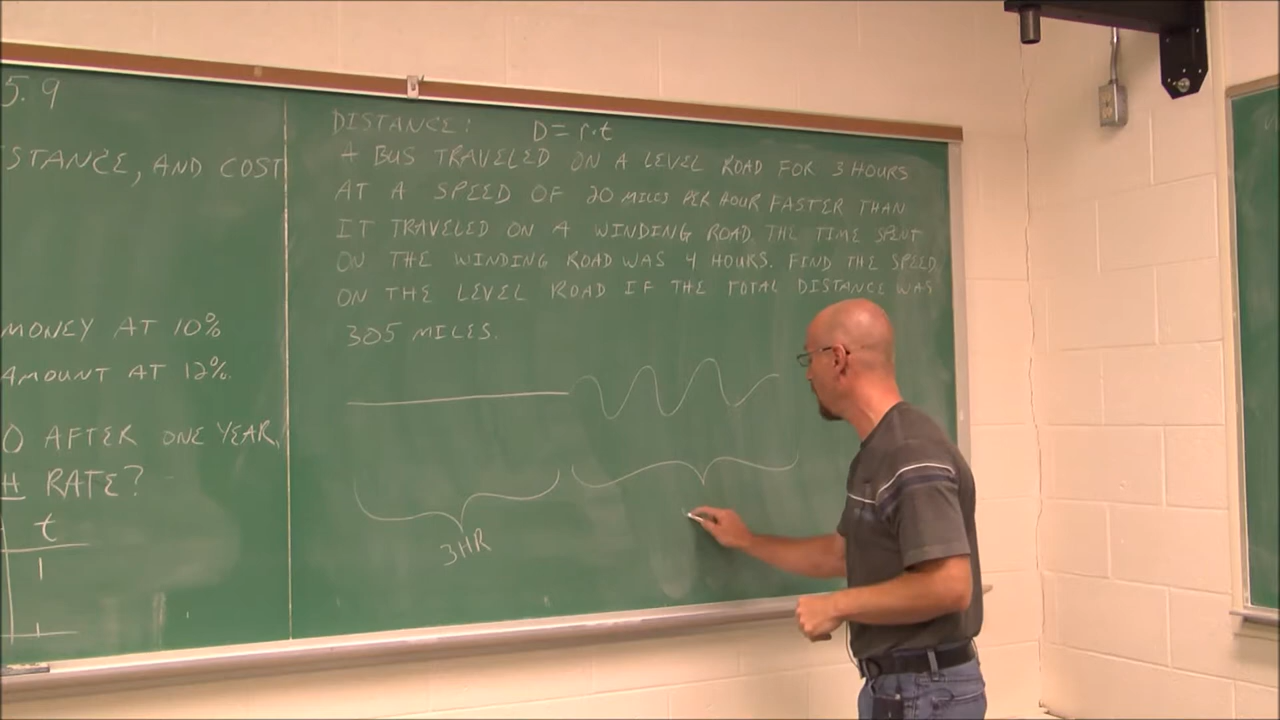 5.9
STANCE, AND COST
MONEY AT 10%
AMOUNT AT 12%.
0 AFTER ONE YEAR,
H RATE?
t
1
1
DISTANCE: D=r·t
A BUS TRAVELED ON A LEVEL ROAD FOR 3 HOURS
AT A SPEED OF 20 MILES PER HOUR FASTER THAN
IT TRAVELED ON A WINDING ROAD. THE TIME SPENT
ON THE WINDING ROAD WAS 4 HOURS. FIND THE SPEED
ON THE LEVEL ROAD IF THE TOTAL DISTANCE WAS
305 MILES.
3HR